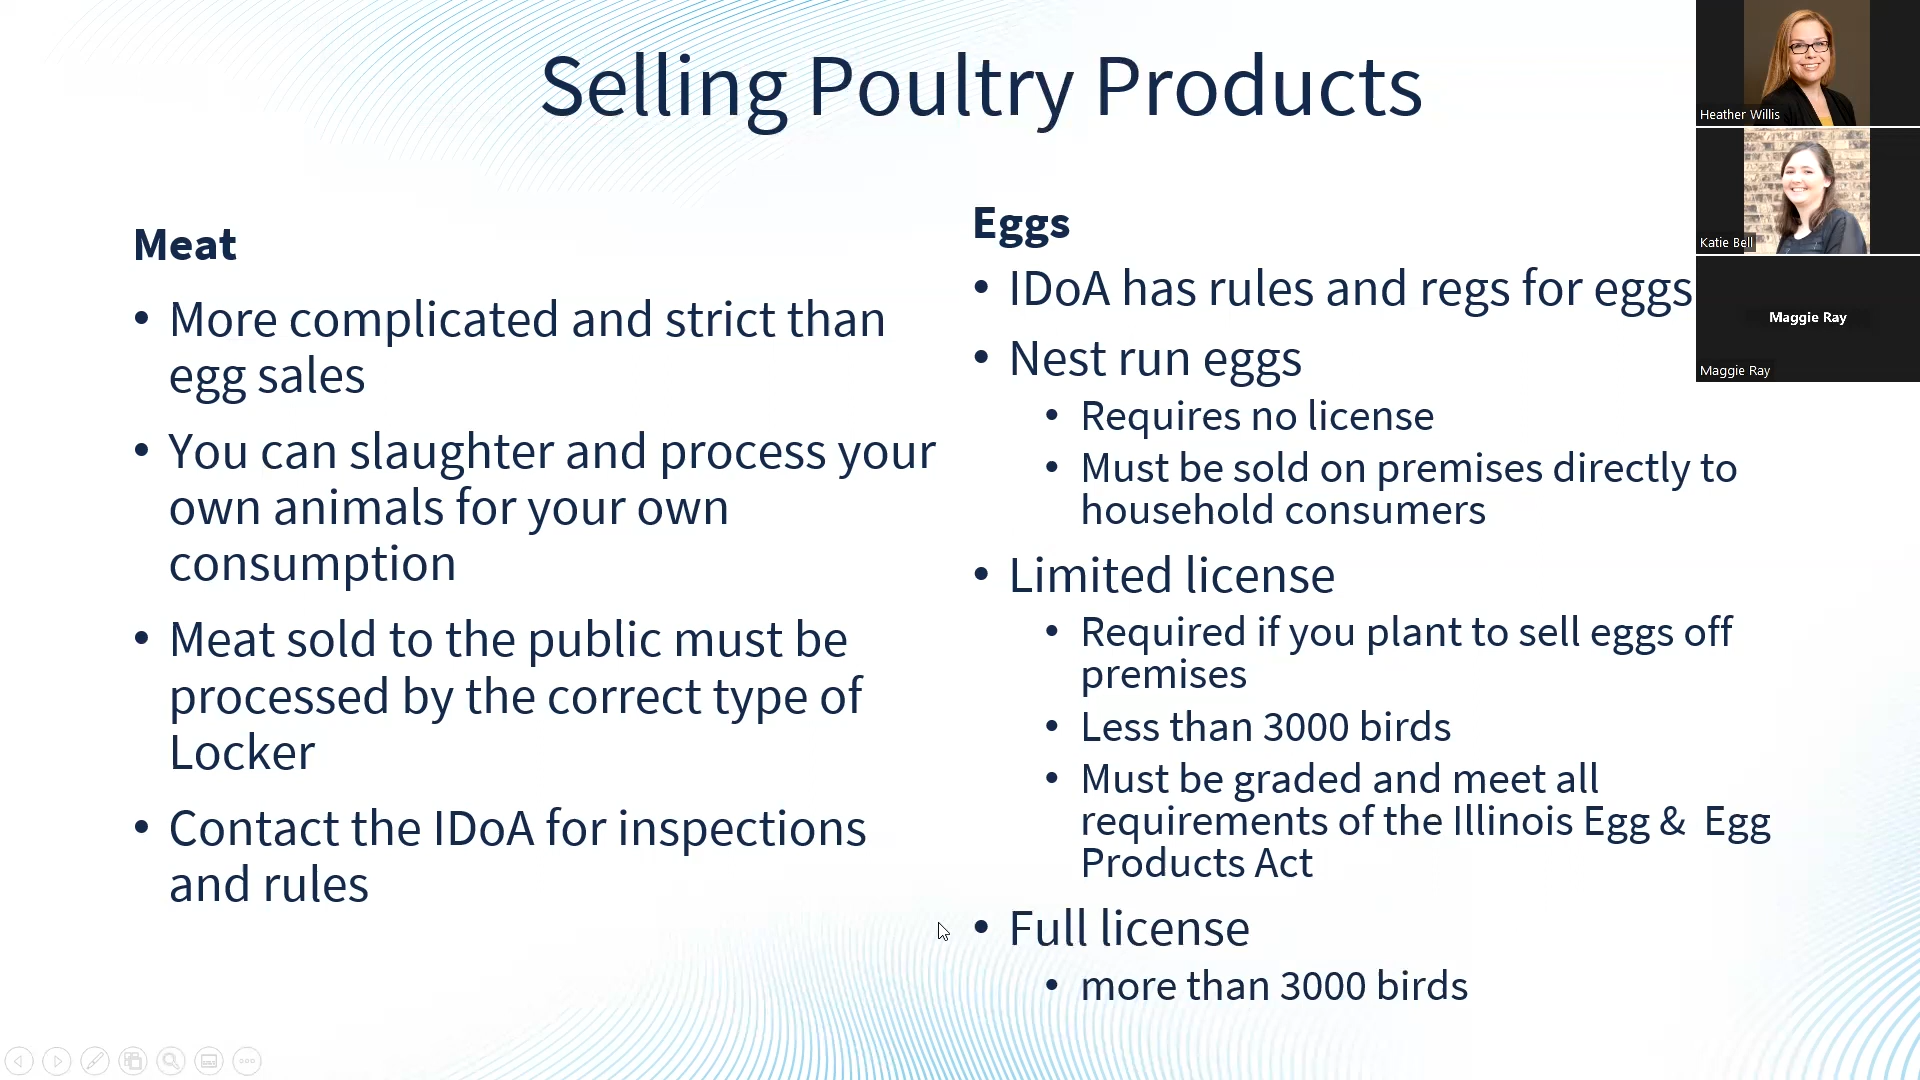 Selling Poultry Products
Meat
• More complicated and strict than
egg sales
• You can slaughter and process your
own animals for your own
consumption
• Meat sold to the public must be
processed by the correct type of
Locker
• Contact the IDoA for inspections
and rules
Eggs
• IDoA has rules and regs for eggs
• Nest run eggs
• Requires no license
• Must be sold on premises directly to
household consumers
• Limited license
• Required if you plant to sell eggs off
premises
• Less than 3000 birds
• Must be graded and meet all
requirements of the Illinois Egg & Egg
Products Act
• Full license
• more than 3000 birds
Heather Willis
Katie Bell
Maggie Ray
Maggie Ray